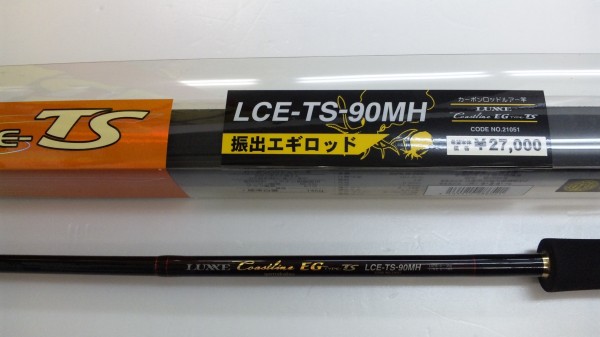 E-TS
LCE-TS-90MH
振出エギロッド
カーボンロッドルアー竿
LUXXE
Coastline EG TYPE TS
CODE NO.21051
¥27,000
LUXXE Coastline EG TYPE TS LCE-TS-90MH